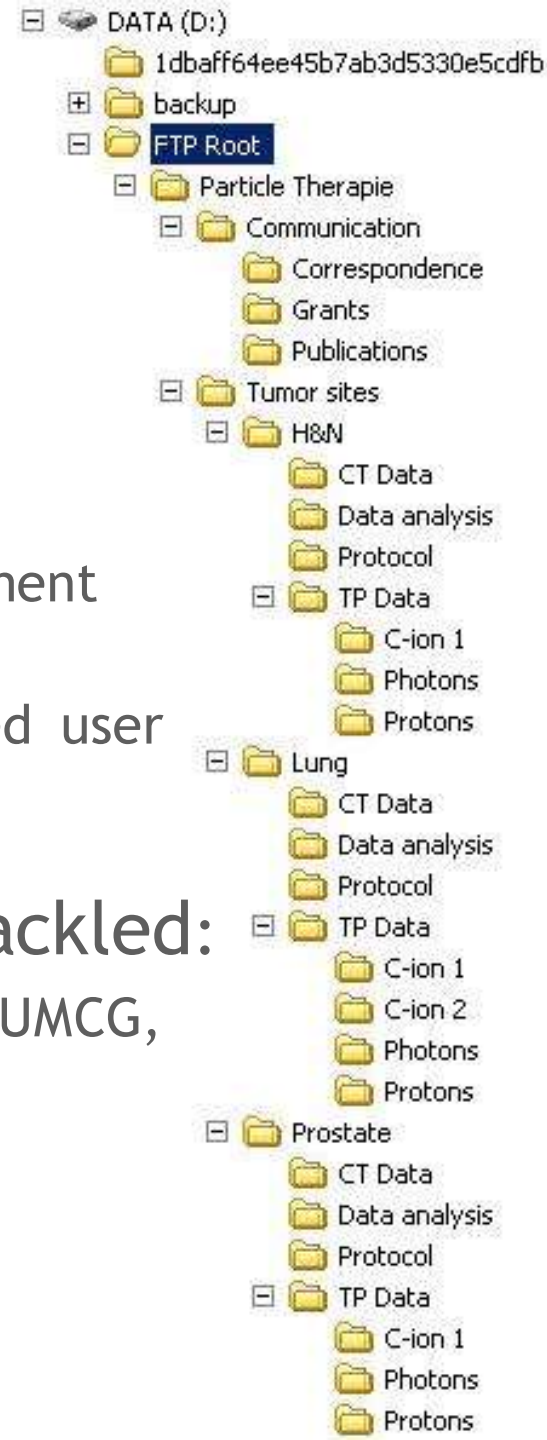 DATA (D:)
1dbaff64ee45b7ab3d5330e5cdfb
backup
FTP Root
Particle Therapie
Communication
Correspondence
Grants
Publications
Tumor sites
H&N
CT Data
Data analysis
Protocol
TP Data
C-ion 1
Photons
Protons
Lung
CT Data
Data analysis
Protocol
TP Data
C-ion 1
C-ion 2
Photons
Protons
Prostate
CT Data
Data analysis
Protocol
TP Data
C-ion 1
Photons
Protons
user
UMCG,